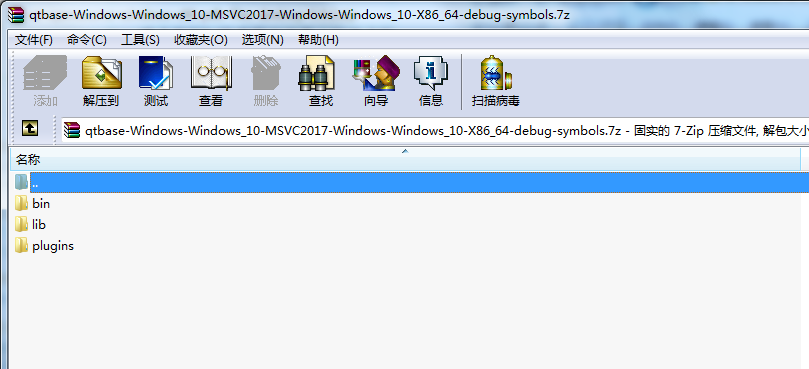 qtbase-Windows-Windows_10-MSVC2017-Windows-Windows_10-X86_64-debug-symbols.7z
文件(F) 命令(C) 工具(S) 收藏夹(O) 选项(N) 帮助(H)
添加 解压到 测试 查看 删除 查找 向导 信息 扫描病毒
qtbase-Windows-Windows_10-MSVC2017-Windows-Windows_10-X86_64-debug-symbols.7z - 固实的 7-Zip 压缩文件, 解包大小
名称
..
bin
lib
plugins